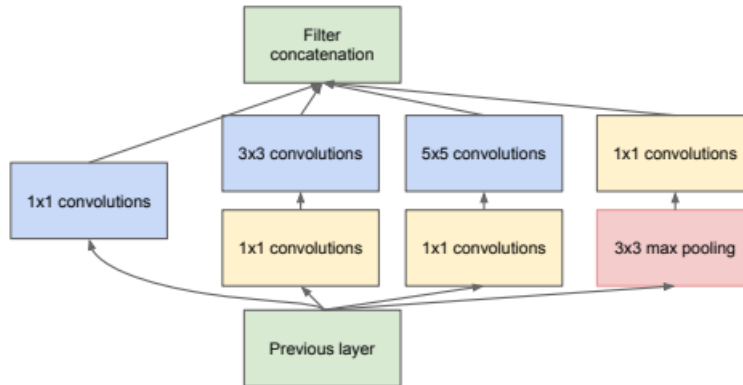 Filter
concatenation
3x3 convolutions
5x5 convolutions
1x1 convolutions
1x1 convolutions
1x1 convolutions
1x1 convolutions
3x3 max pooling
Previous layer